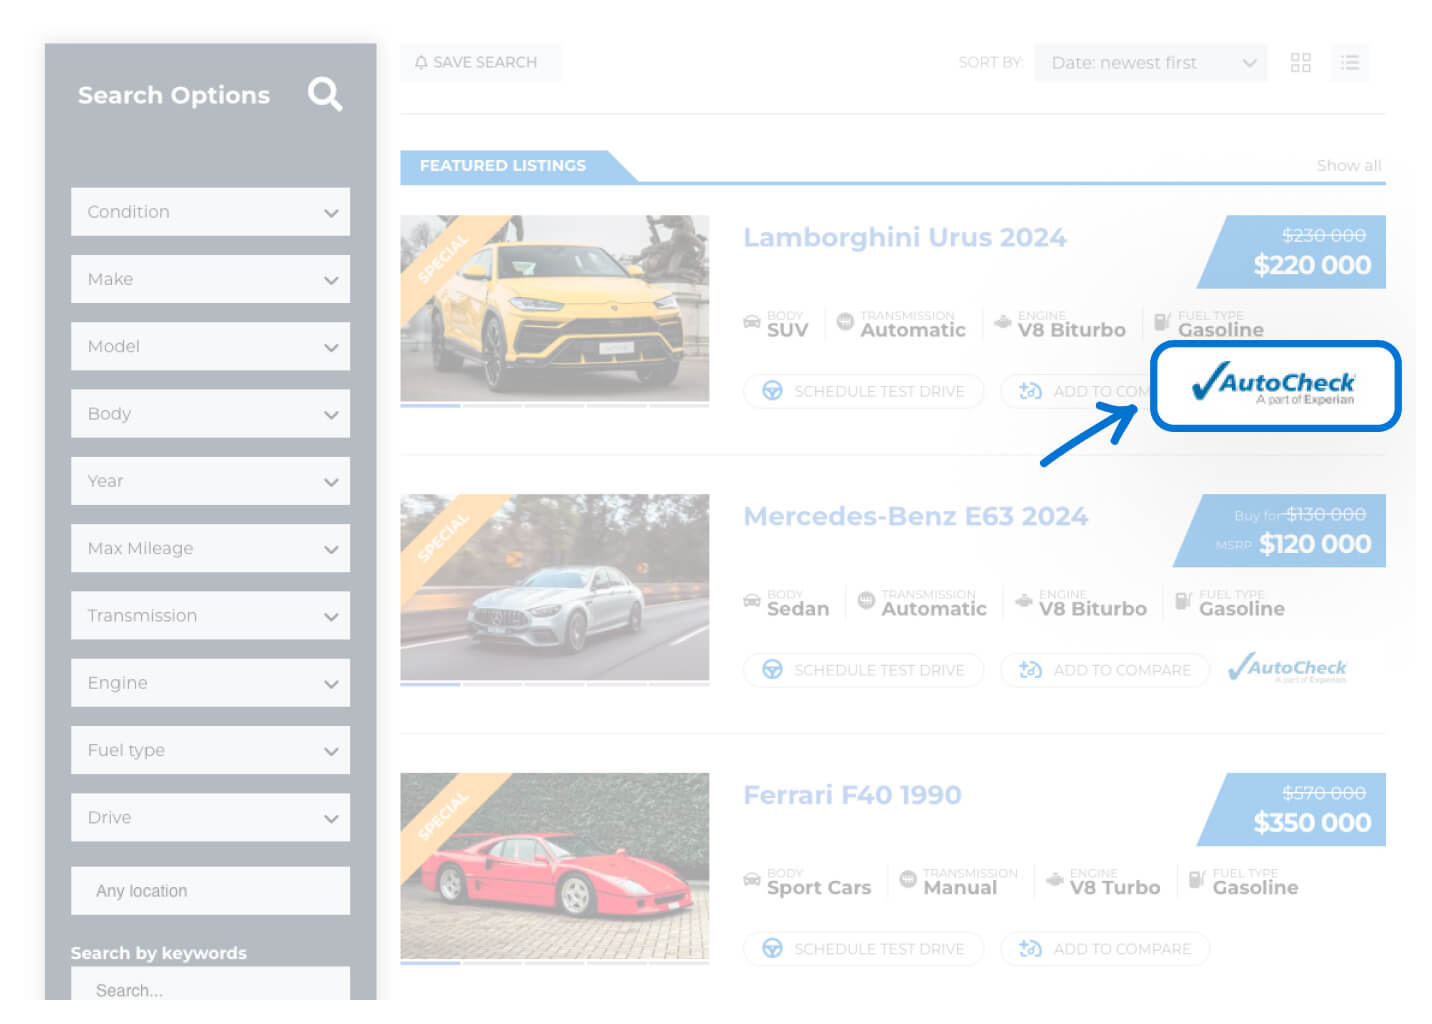 Search Options
Condition
Make
Model
Body
Year
Max Mileage
Transmission
Engine
Fuel type
Drive
Any location
Search by keywords
Search...
SAVE SEARCH
SORT BY:
Date: newest first
FEATURED LISTINGS
Show all
SPECIAL
Lamborghini Urus 2024
$230 000
$220 000
BODY
SUV
TRANSMISSION
Automatic
ENGINE
V8 Biturbo
FUEL TYPE
Gasoline
SCHEDULE TEST DRIVE
ADD TO COM
AutoCheck
A part of Experian
SPECIAL
Mercedes-Benz E63 2024
Buy for $130 000
MSRP $120 000
BODY
Sedan
TRANSMISSION
Automatic
ENGINE
V8 Biturbo
FUEL TYPE
Gasoline
SCHEDULE TEST DRIVE
ADD TO COMPARE
AutoCheck
A part of Experian
SPECIAL
Ferrari F40 1990
$570 000
$350 000
BODY
Sport Cars
TRANSMISSION
Manual
ENGINE
V8 Turbo
FUEL TYPE
Gasoline
SCHEDULE TEST DRIVE
ADD TO COMPARE